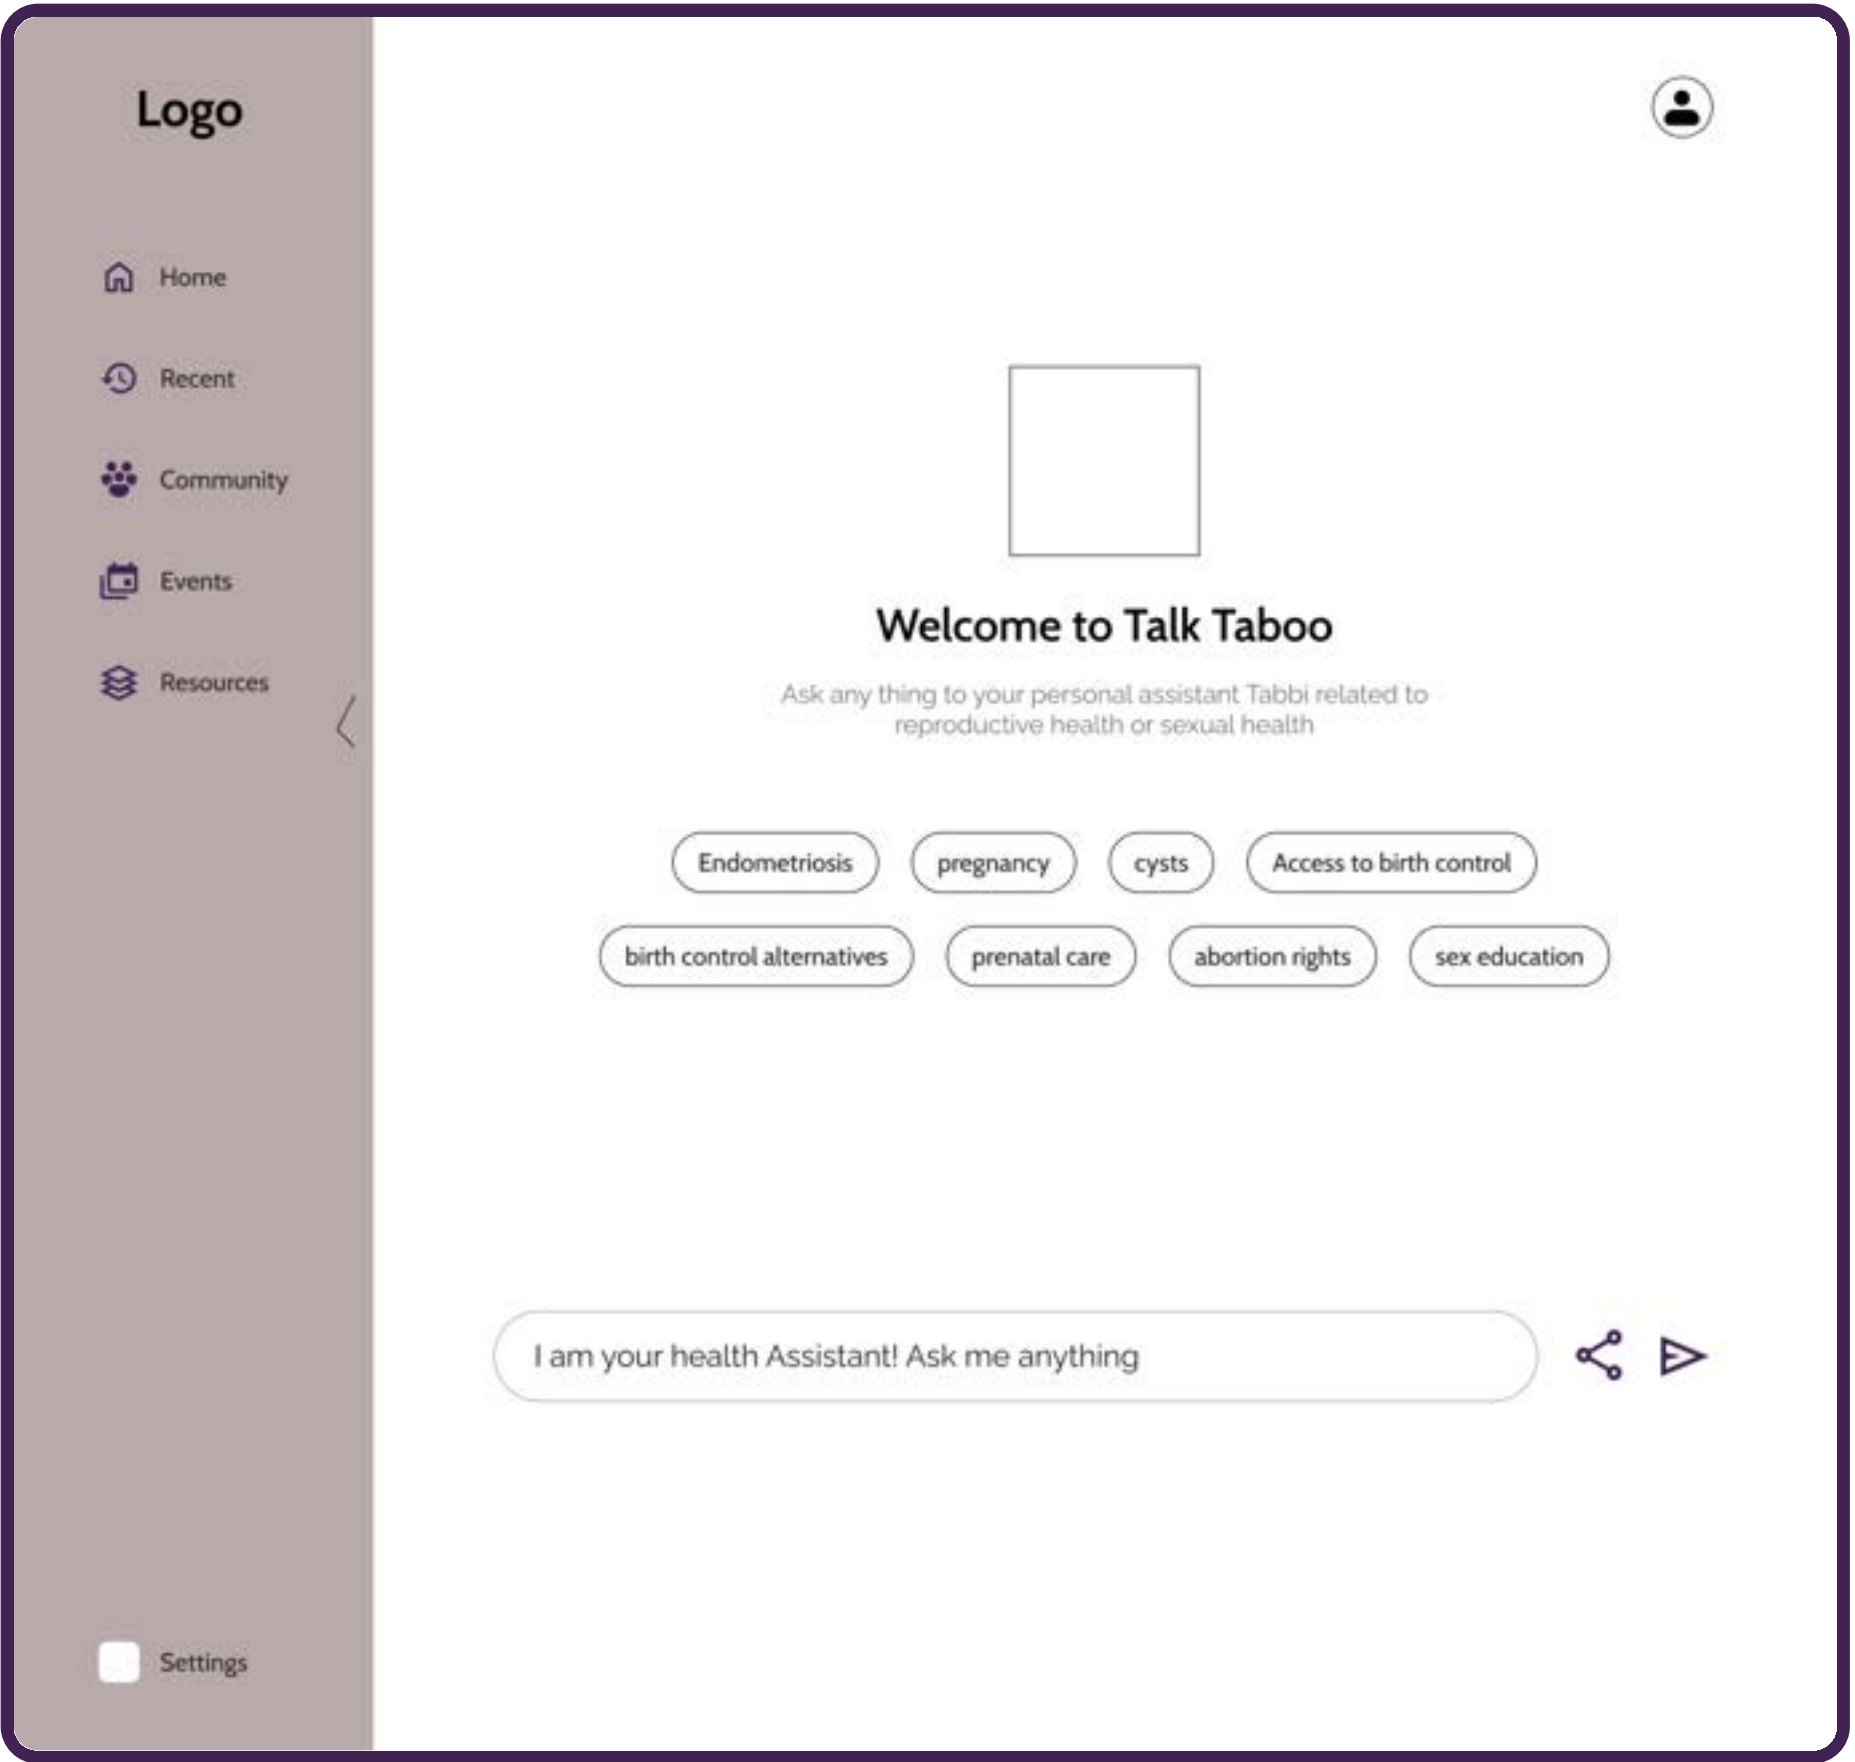 Logo
Home
Recent
Community
Events
Resources
Settings
Welcome to Talk Taboo
Ask any thing to your personal assistant Tabbi related to
reproductive health or sexual health
Endometriosis pregnancy cysts Access to birth control
birth control alternatives prenatal care abortion rights sex education
I am your health Assistant! Ask me anything